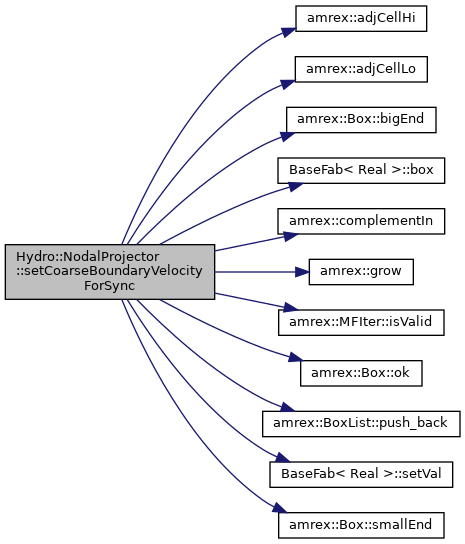 amrex::adjCellHi
amrex::adjCellLo
amrex::Box::bigEnd
BaseFab< Real >::box
amrex::complementIn
Hydro::NodalProjector
::setCoarseBoundaryVelocity
ForSync
amrex::grow
amrex::MFIter::isValid
amrex::Box::ok
amrex::BoxList::push_back
BaseFab< Real >::setVal
amrex::Box::smallEnd